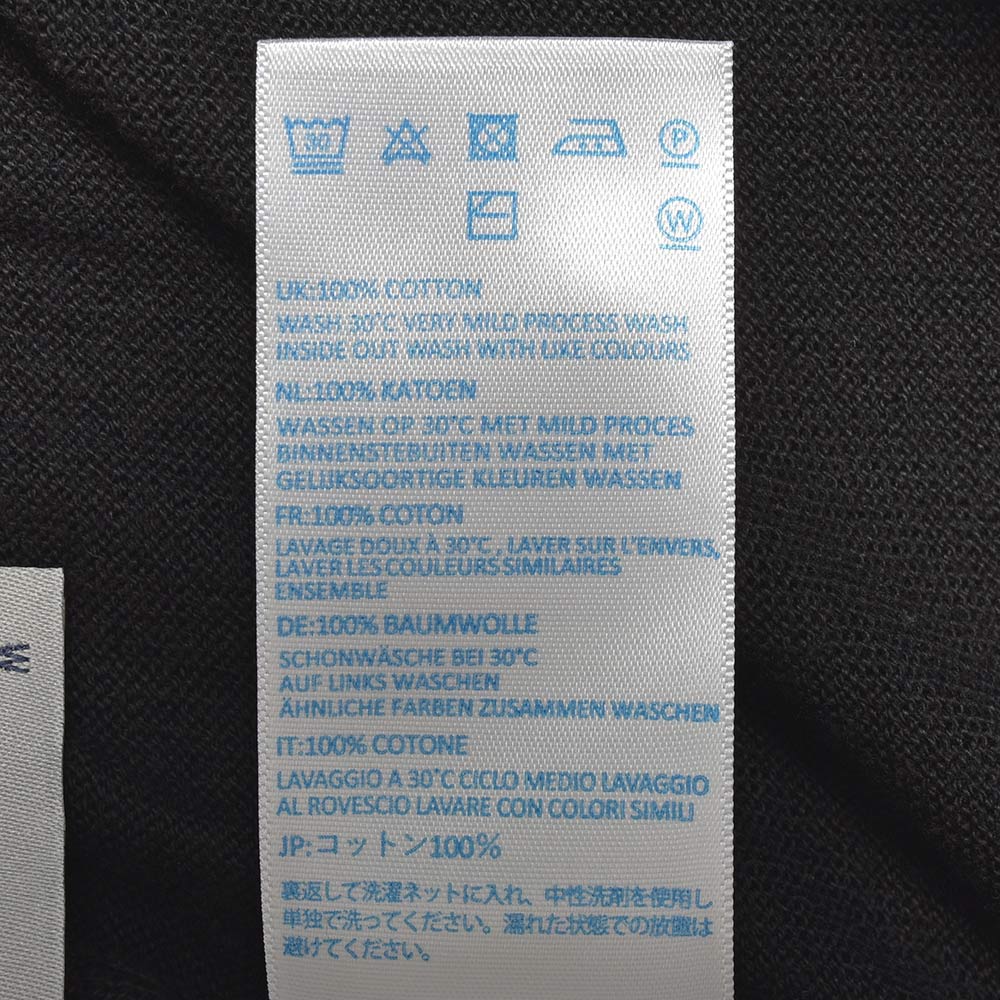 30
P
W
UK:100% COTTON
WASH 30°C VERY MILD PROCESS WASH
INSIDE OUT WASH WITH LIKE COLOURS
NL:100% KATOEN
WASSEN OP 30°C MET MILD PROCES
BINNENSTEBUITEN WASSEN MET
GELIJKSOORTIGE KLEUREN WASSEN
FR:100% COTON
LAVAGE DOUX À 30°C , LAVER SUR L'ENVERS,
LAVER LES COULEURS SIMILAIRES
ENSEMBLE
DE:100% BAUMWOLLE
SCHONWÄSCHE BEI 30°C
AUF LINKS WASCHEN
ÄHNLICHE FARBEN ZUSAMMEN WASCHEN
IT:100% COTONE
LAVAGGIO A 30°C CICLO MEDIO LAVAGGIO
AL ROVESCIO LAVARE CON COLORI SIMILI
JP:コットン100%
裏返して洗濯ネットに入れ、中性洗剤を使用し
単独で洗ってください。濡れた状態での放置は
避けてください。
M